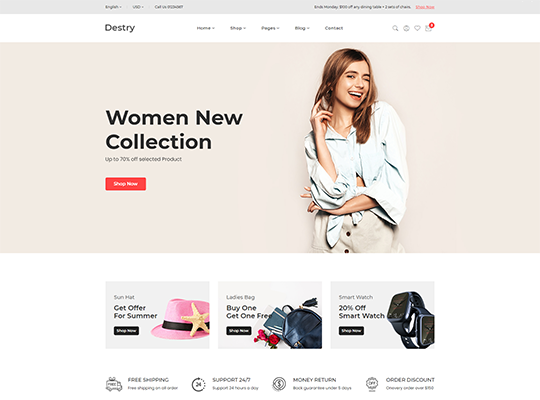 English
USD
Call Us 01234567
Ends Monday: $100 off any dining table + 2 sets of chairs. Shop Now
Destry
Home
Shop
Pages
Blog
Contact
Women New
Collection
Up to 70% off selected Product
Shop Now
Sun Hat
Get Offer
For Summer
Shop Now
Ladies Bag
Buy One
Get One Free
Shop Now
Smart Watch
20% Off
Smart Watch
Shop Now
FREE SHIPPING
Free shipping on all order
24
SUPPORT 24/7
Support 24 hours a day
MONEY RETURN
Back guarantee under 5 days
OFF
ORDER DISCOUNT
Onevery order over $150